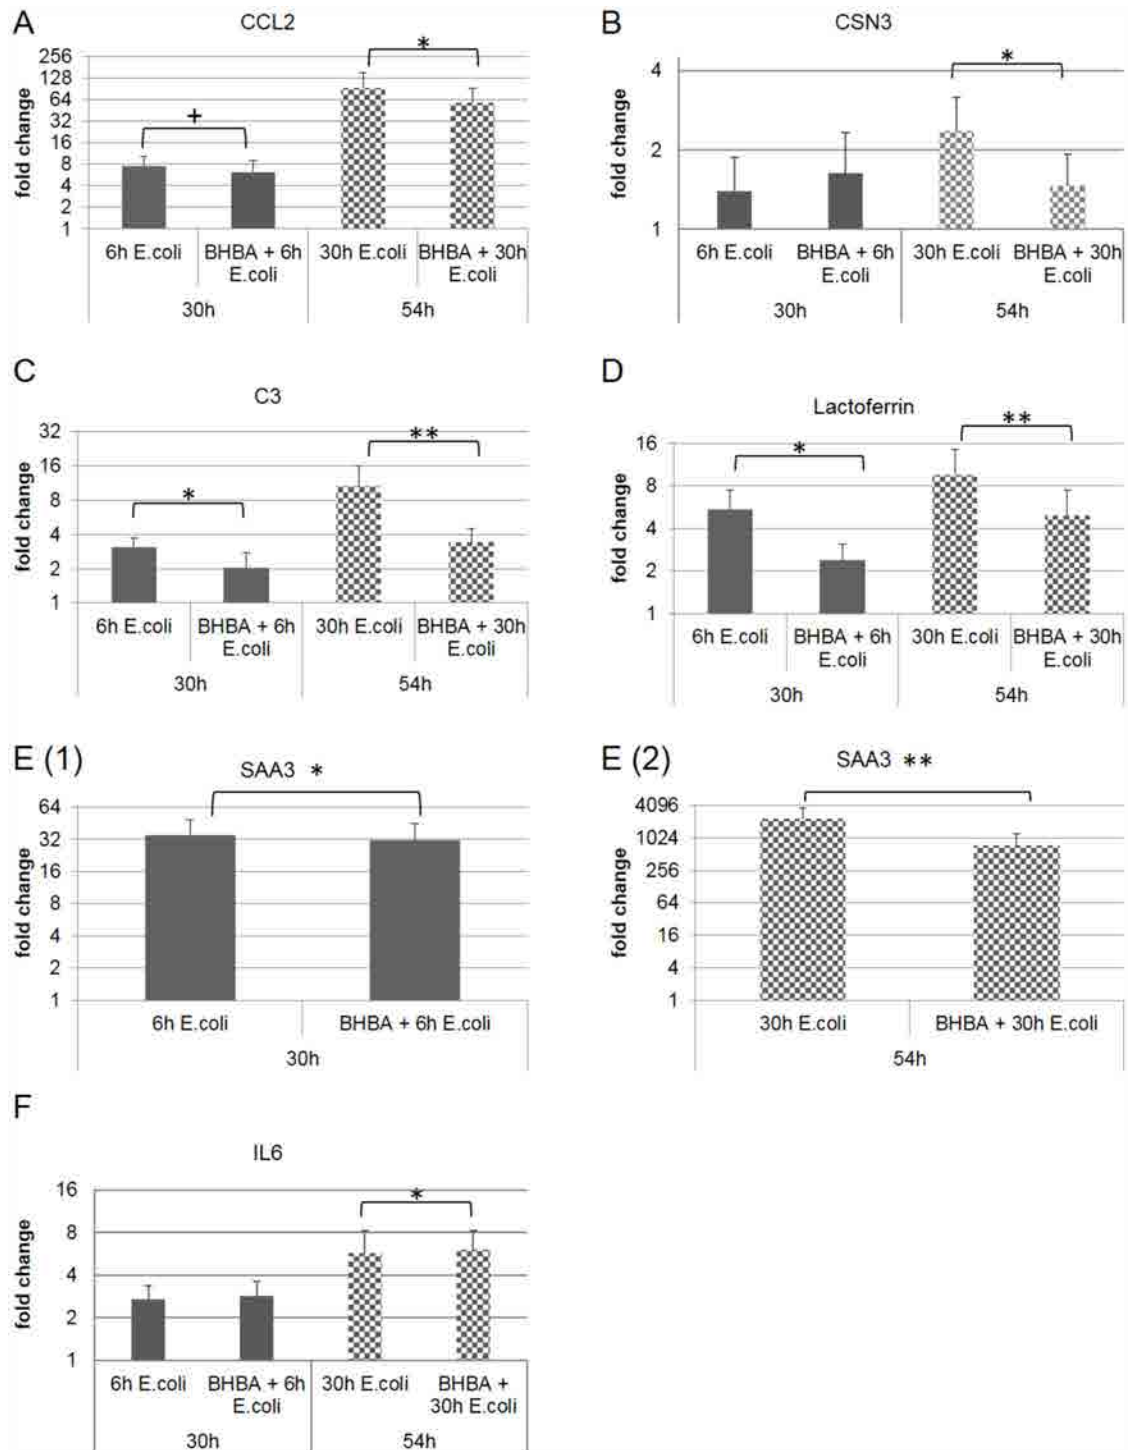 A
CCL2
fold change
256
128
64
32
16
8
4
2
1
+
*
6h E.coli
BHBA + 6h
E.coli
30h E.coli
BHBA + 30h
E.coli
30h
54h
B
CSN3
fold change
4
2
1
*
6h E.coli
BHBA + 6h
E.coli
30h E.coli
BHBA + 30h
E.coli
30h
54h
C
C3
fold change
32
16
8
4
2
1
*
**
6h E.coli
BHBA + 6h
E.coli
30h E.coli
BHBA + 30h
E.coli
30h
54h
D
Lactoferrin
fold change
16
8
4
2
1
*
**
6h E.coli
BHBA + 6h
E.coli
30h E.coli
BHBA + 30h
E.coli
30h
54h
E (1)
SAA3 *
fold change
64
32
16
8
4
2
1
6h E.coli
BHBA + 6h E.coli
30h
E (2)
SAA3 **
fold change
4096
1024
256
64
16
4
1
30h E.coli
BHBA + 30h E.coli
54h
F
IL6
fold change
16
8
4
2
1
*
6h E.coli
BHBA + 6h
E.coli
30h E.coli
BHBA +
30h E.coli
30h
54h